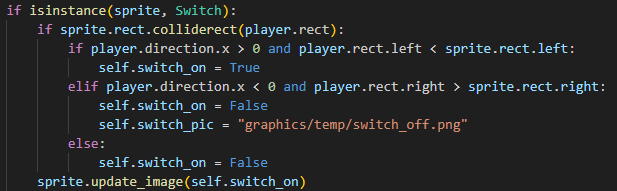 if isinstance(sprite, Switch):
    if sprite.rect.colliderect(player.rect):
        if player.direction.x > 0 and player.rect.left < sprite.rect.left:
            self.switch_on = True
        elif player.direction.x < 0 and player.rect.right > sprite.rect.right:
            self.switch_on = False
            self.switch_pic = "graphics/temp/switch_off.png"
        else:
            self.switch_on = False
    sprite.update_image(self.switch_on)